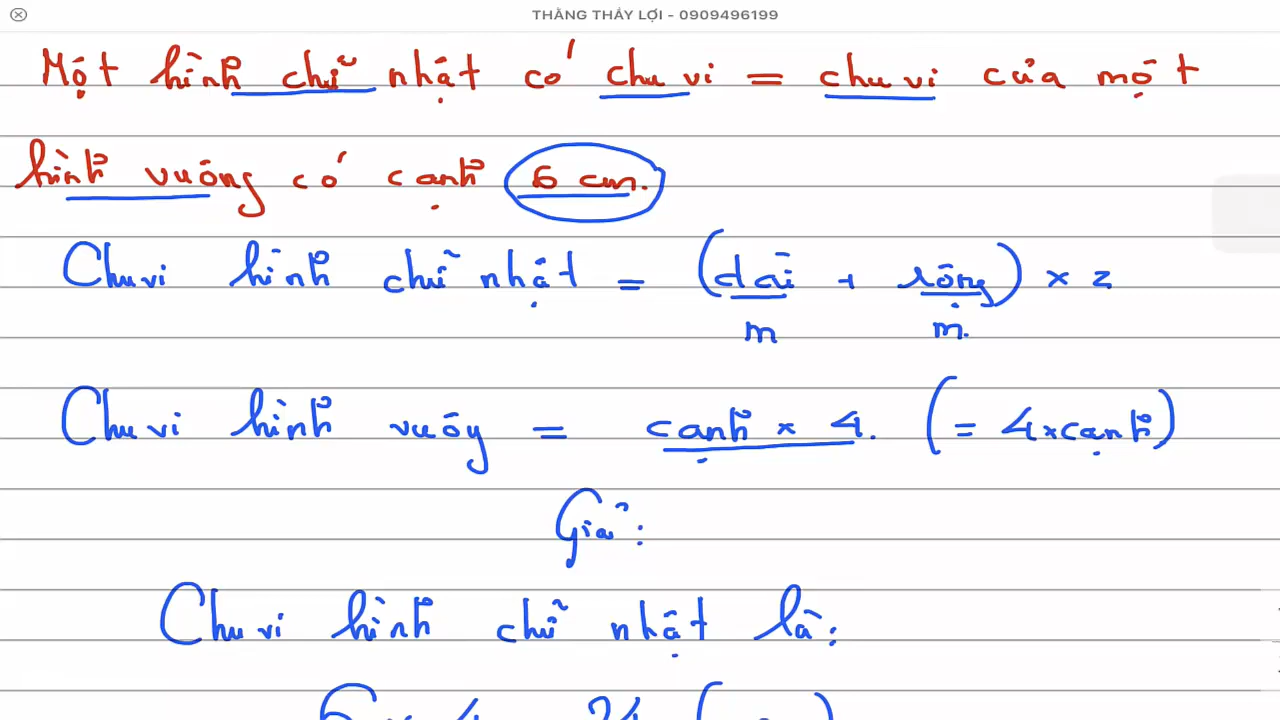 THẮNG THẦY LỢI - 0909496199
Một hình chữ nhật có chu vi = chu vi của một
hình vuông có cạnh 6 cm.
Chu vi hình chữ nhật = (dài + rộng) × 2
m m.
Chu vi hình vuông = cạnh × 4. (= 4 × cạnh)
Giải:
Chu vi hình chữ nhật là: